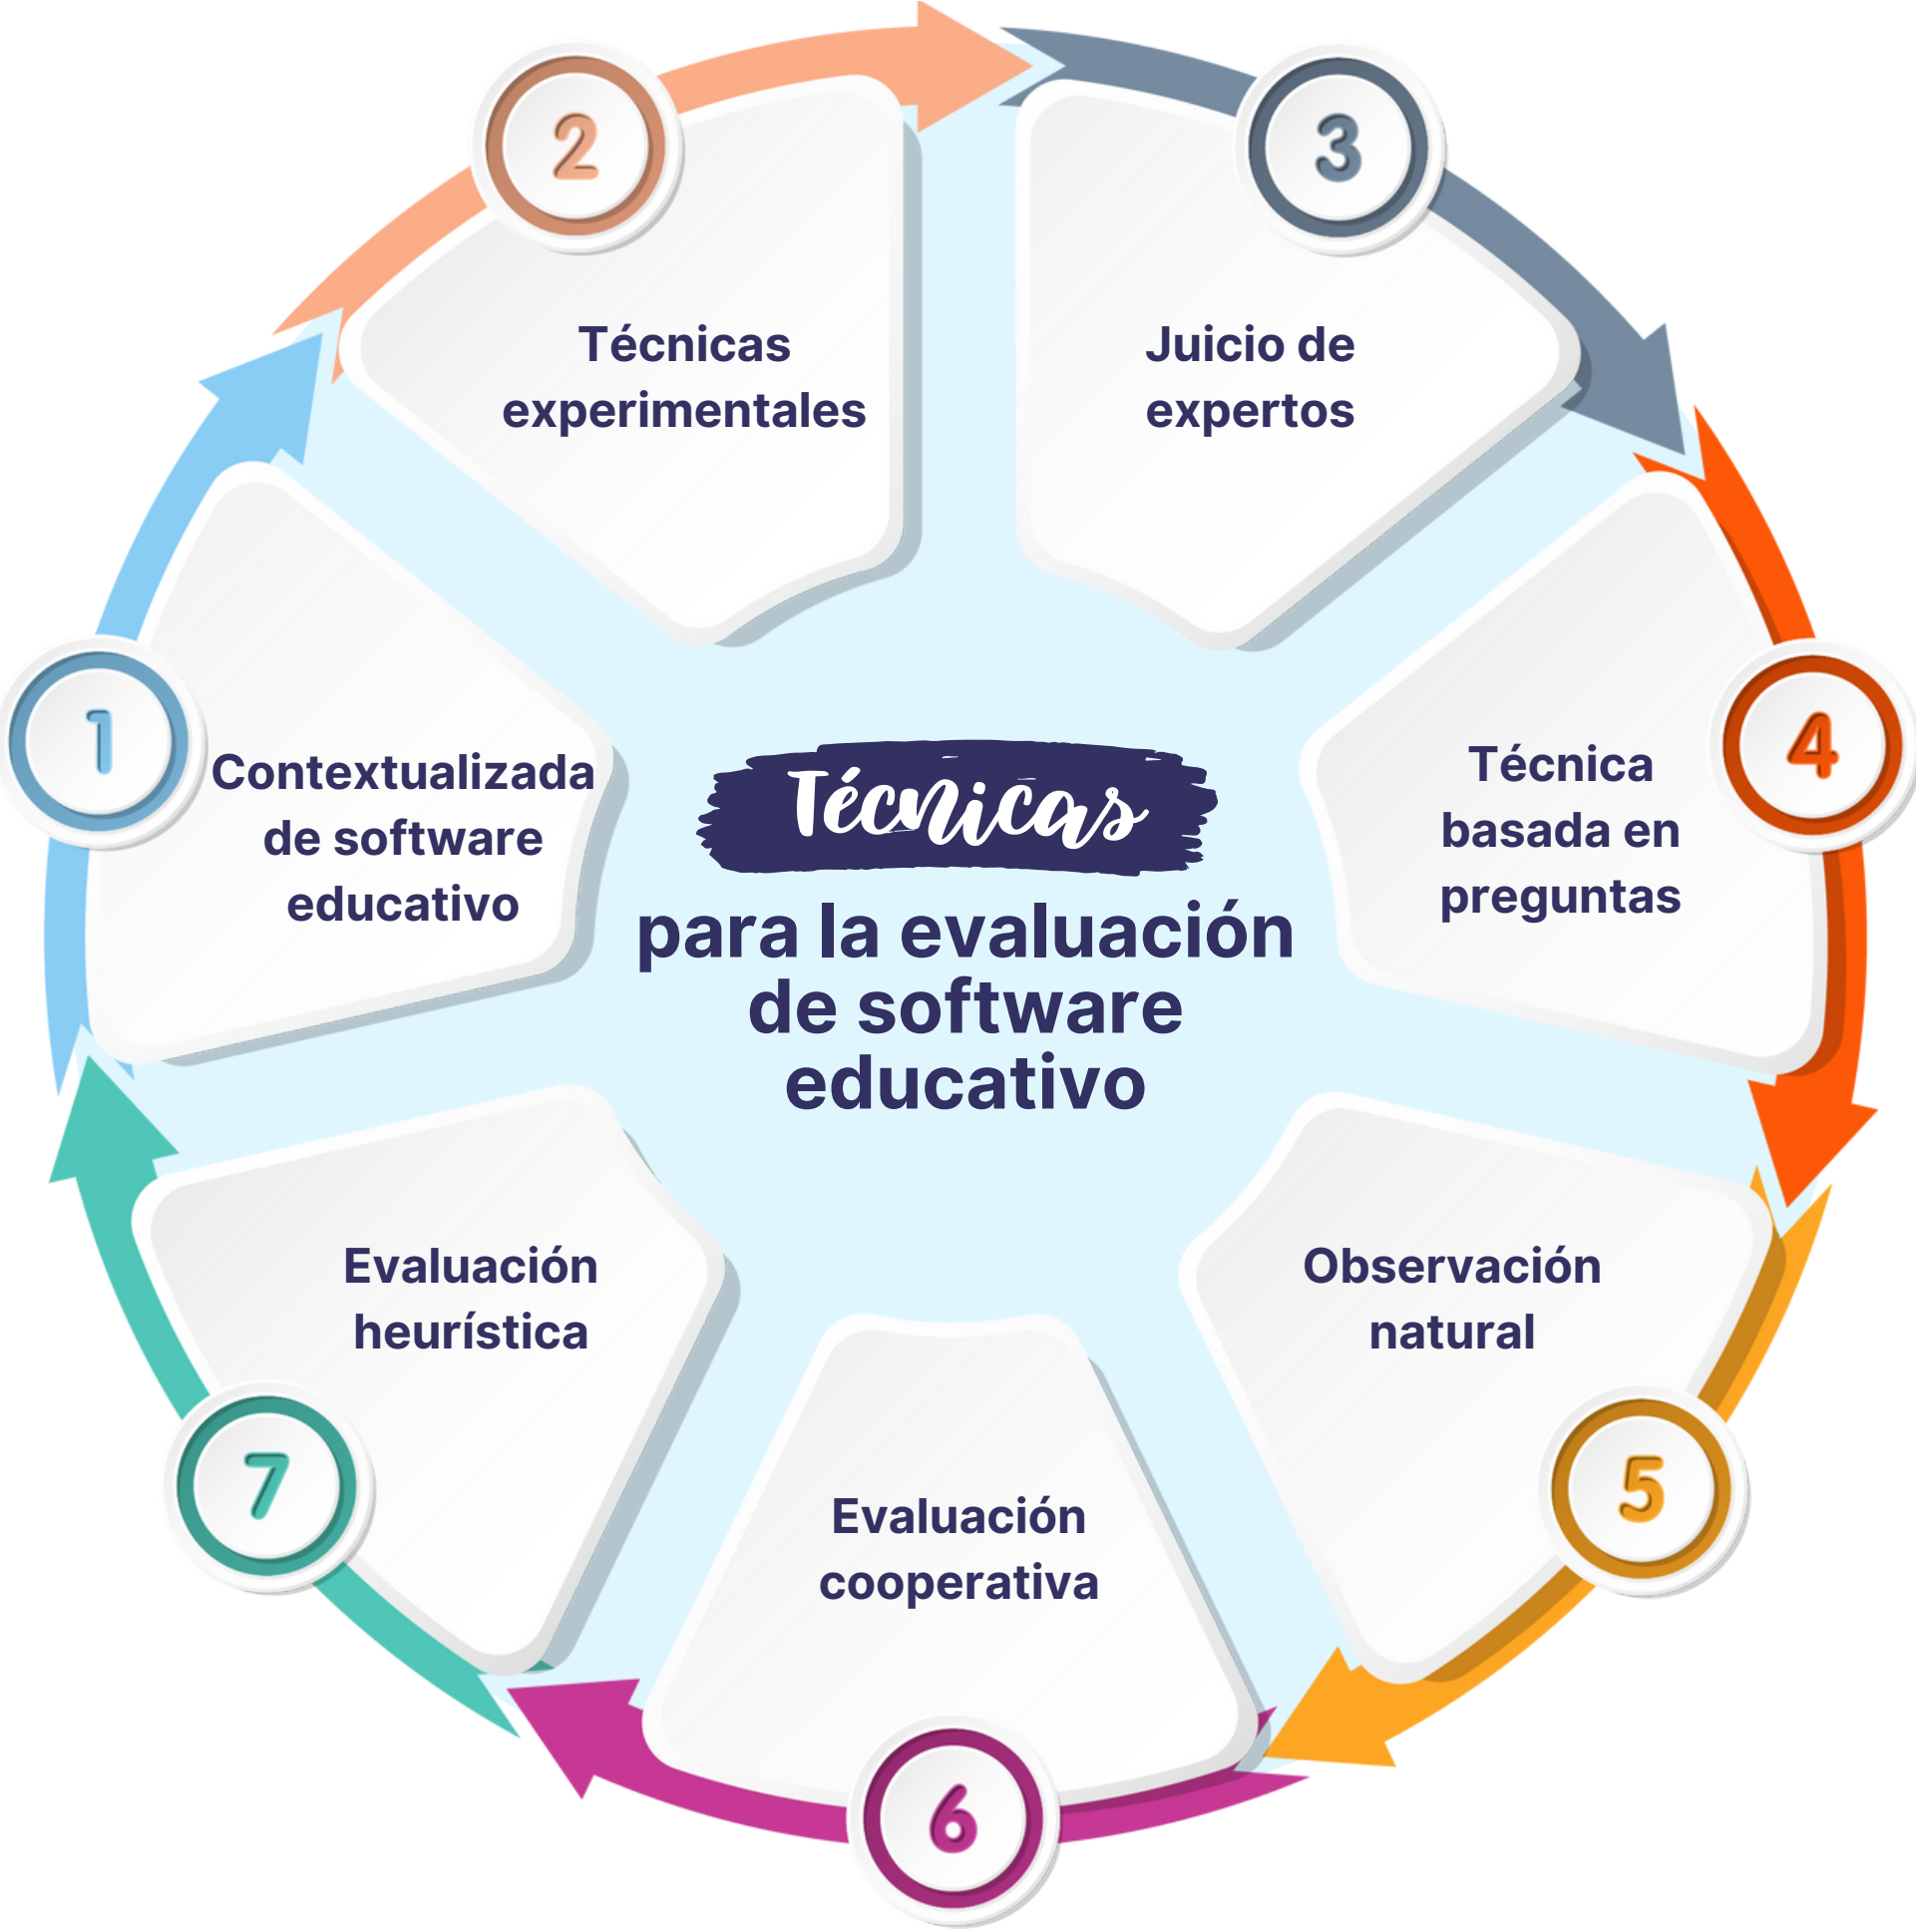 Técnicas
para la evaluación
de software
educativo
1
Contextualizada
de software
educativo
2
Técnicas
experimentales
3
Juicio de
expertos
4
Técnica
basada en
preguntas
5
Observación
natural
6
Evaluación
cooperativa
7
Evaluación
heurística